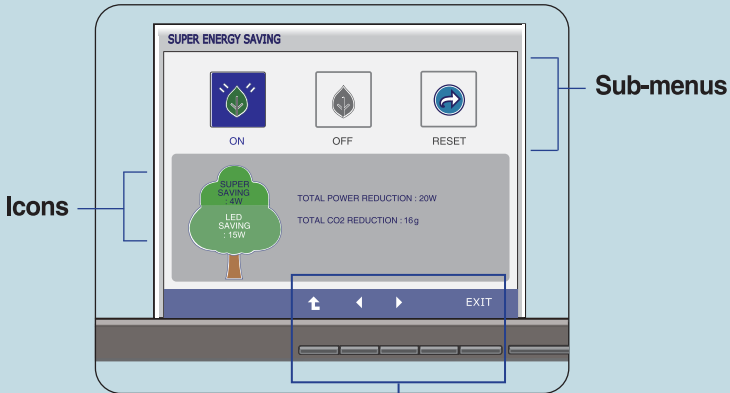 SUPER ENERGY SAVING
Sub-menus
ON
OFF
RESET
Icons
SUPER
SAVING
: 4W
LED
SAVING
: 15W
TOTAL POWER REDUCTION : 20W
TOTAL CO2 REDUCTION : 16g
EXIT